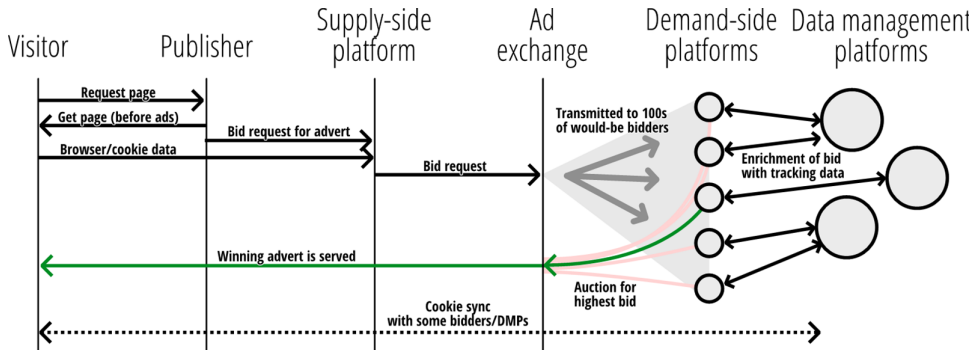 Visitor
Publisher
Supply-side
platform
Ad
exchange
Demand-side
platforms
Data management
platforms
Request page
Get page (before ads)
Bid request for advert
Browser/cookie data
Bid request
Transmitted to 100s
of would-be bidders
Enrichment of bid
with tracking data
Winning advert is served
Auction for
highest bid
Cookie sync
with some bidders/DMPs